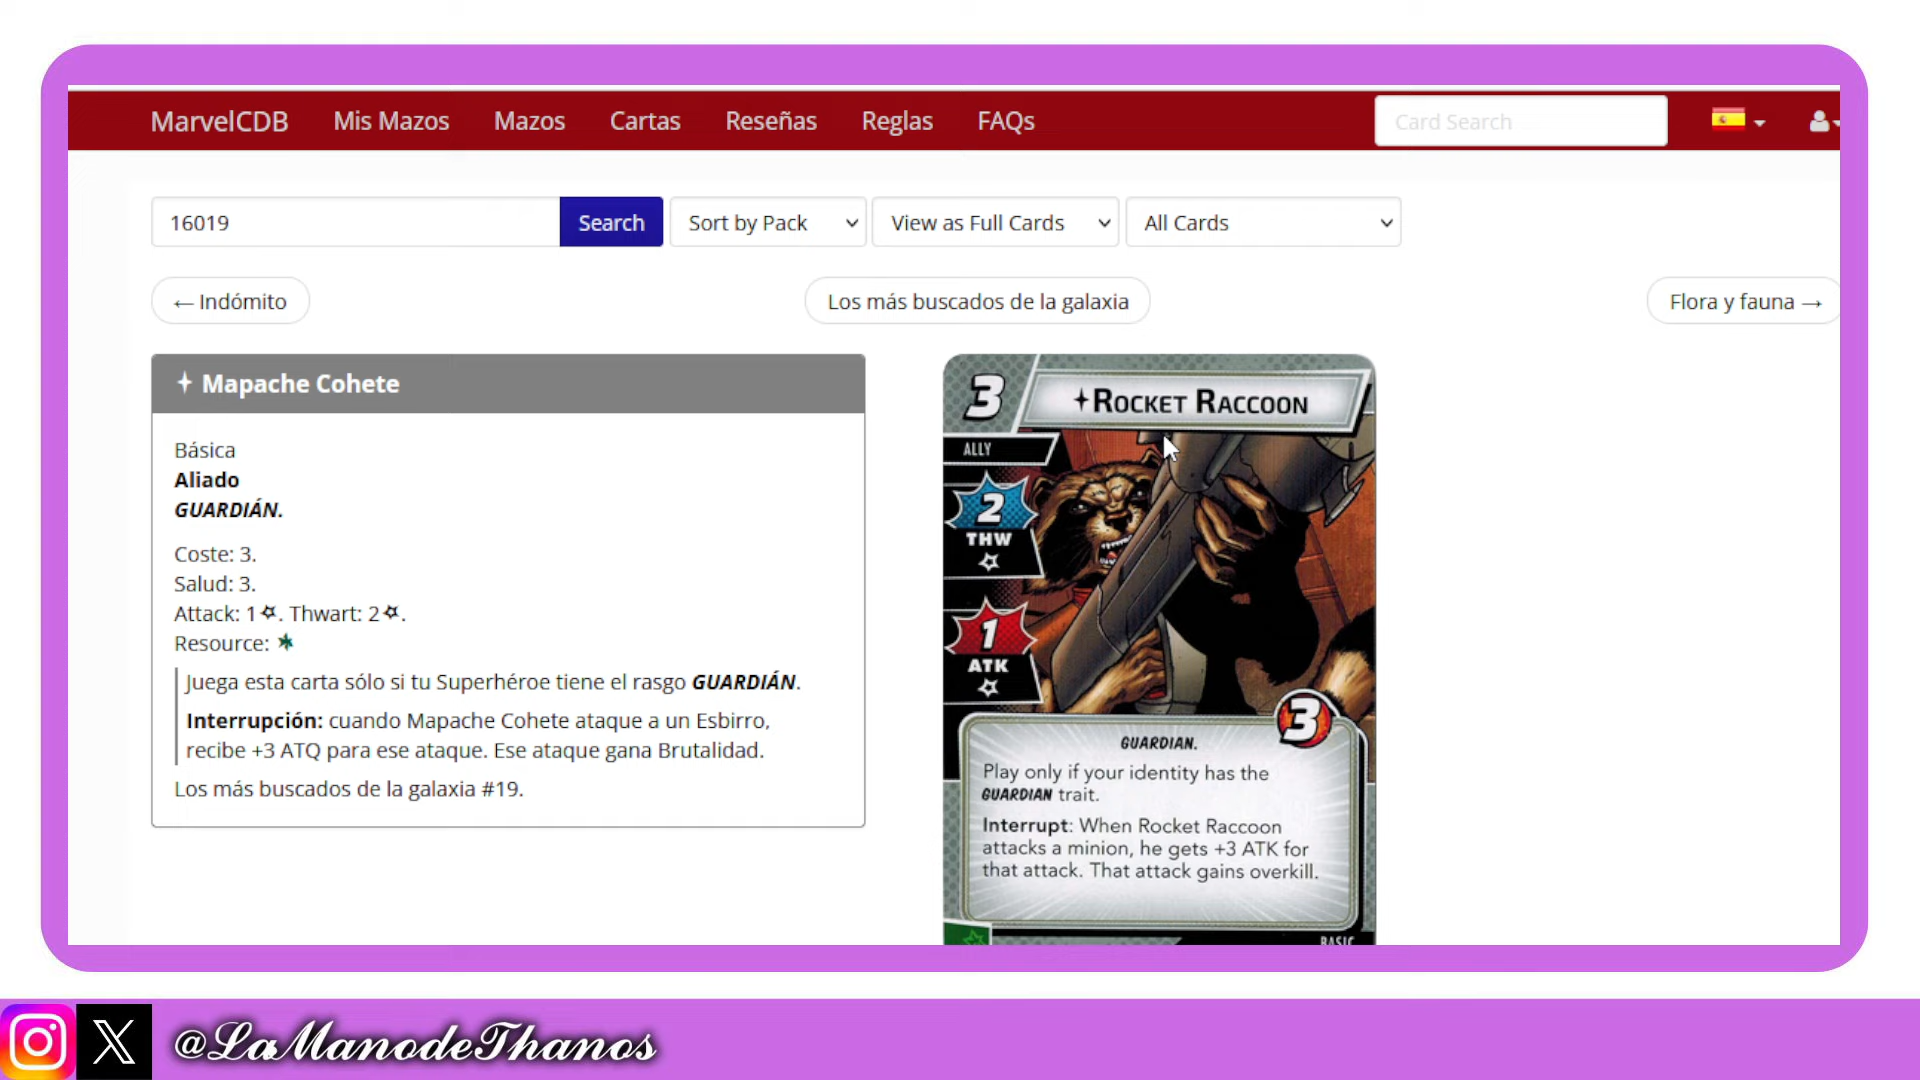 MarvelCDB Mis Mazos Mazos Cartas Reseñas Reglas FAQs Card Search
16019 Search Sort by Pack View as Full Cards All Cards
← Indómito Los más buscados de la galaxia Flora y fauna →
Mapache Cohete
Básica
Aliado
GUARDIÁN.
Coste: 3.
Salud: 3.
Attack: 1. Thwart: 2.
Resource:
Juega esta carta sólo si tu Superhéroe tiene el rasgo GUARDIÁN.
Interrupción: cuando Mapache Cohete ataque a un Esbirro,
recibe +3 ATQ para ese ataque. Ese ataque gana Brutalidad.
Los más buscados de la galaxia #19.
3 ROCKET RACCOON
ALLY
2
THW
1
ATK
3
GUARDIAN.
Play only if your identity has the
GUARDIAN trait.
Interrupt: When Rocket Raccoon
attacks a minion, he gets +3 ATK for
that attack. That attack gains overkill.
BASIC
@LaManodeThanos